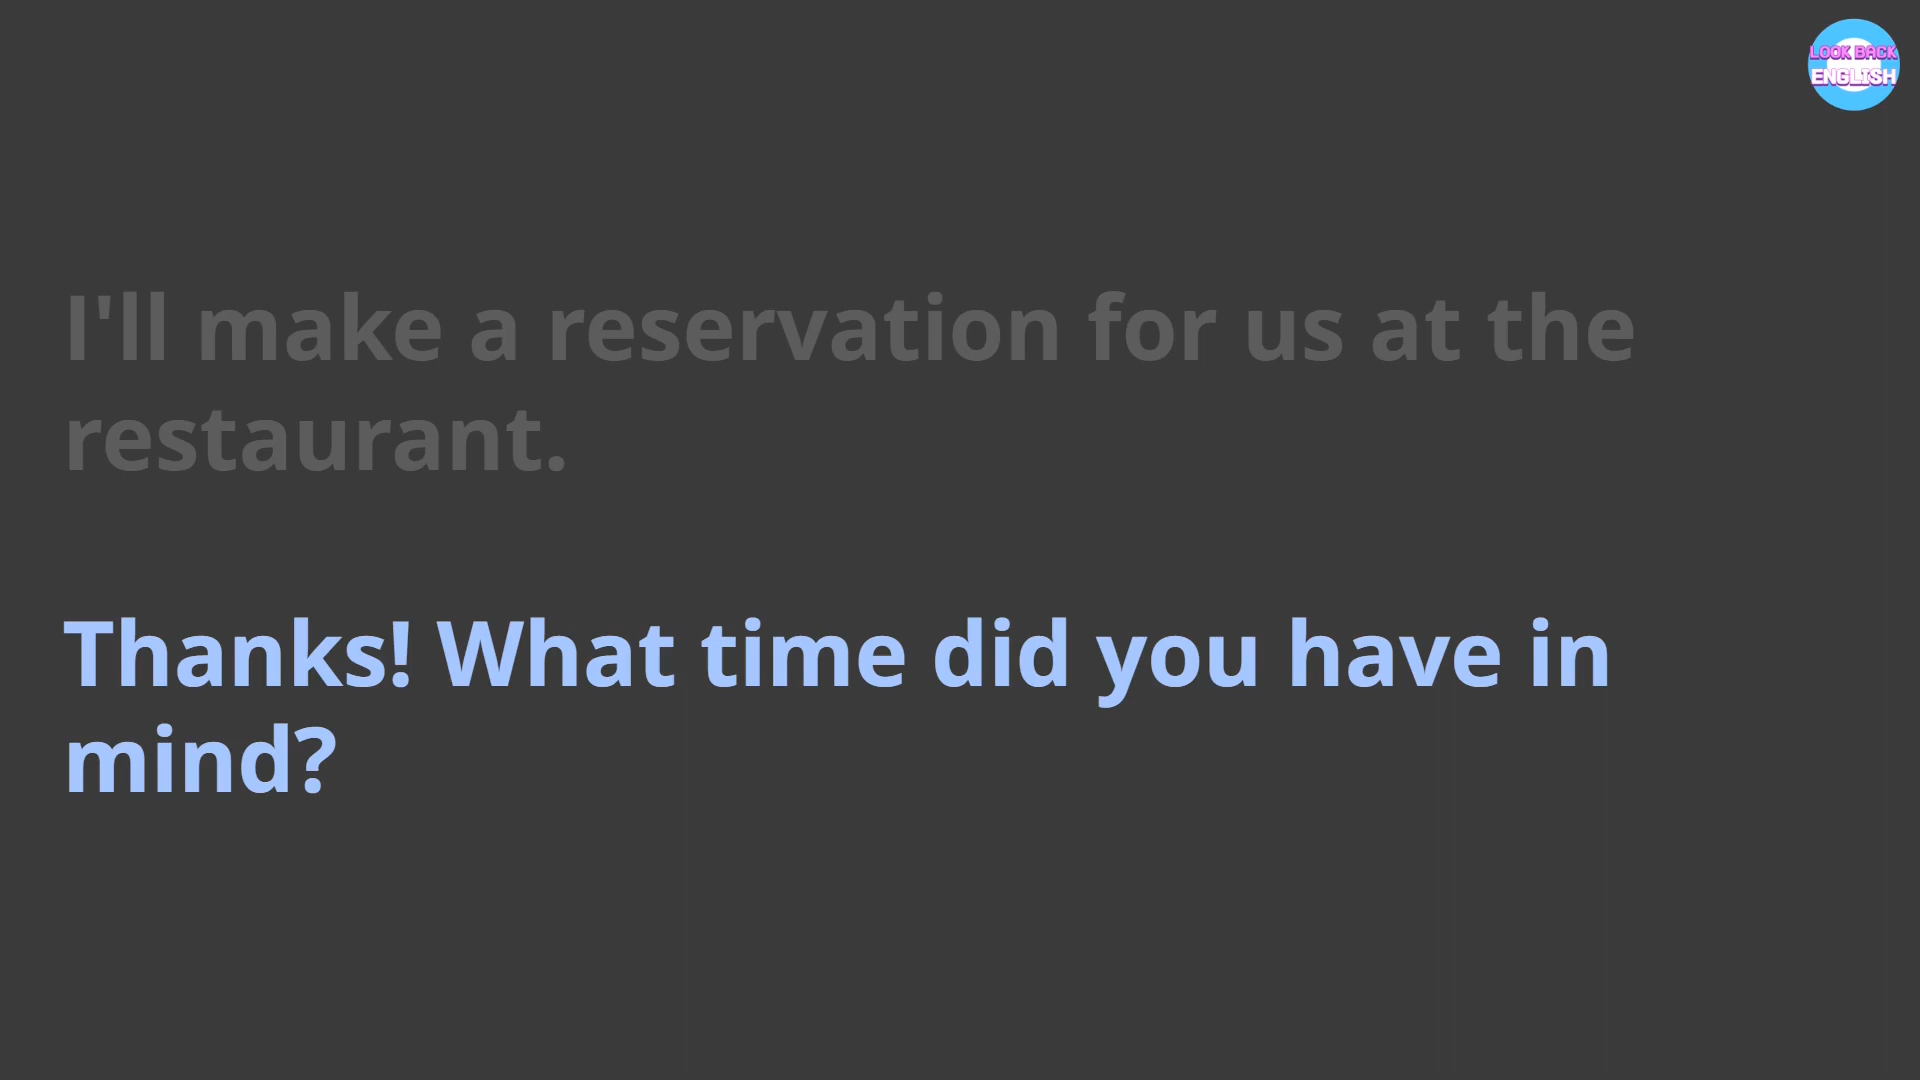 LOOK BACK
ENGLISH
I'll make a reservation for us at the
restaurant.
Thanks! What time did you have in
mind?